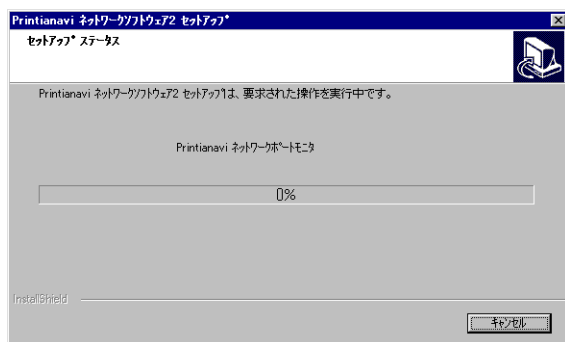 Printianavi ﾈｯﾄﾜｰｸｿﾌﾄｳｪｱ2 ｾｯﾄｱｯﾌﾟ
ｾｯﾄｱｯﾌﾟ ｽﾃｰﾀｽ
Printianavi ﾈｯﾄﾜｰｸｿﾌﾄｳｪｱ2 ｾｯﾄｱｯﾌﾟは、要求された操作を実行中です。
Printianavi ﾈｯﾄﾜｰｸﾎﾟｰﾄﾓﾆﾀ
0%
InstallShield
ｷｬﾝｾﾙ